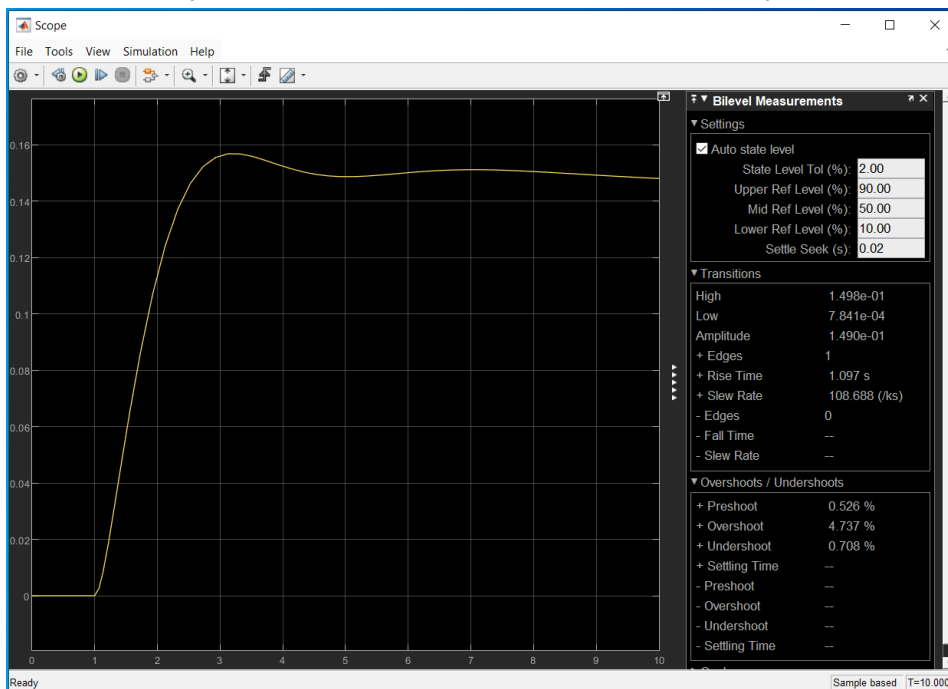 Scope
File Tools View Simulation Help
Bilevel Measurements
Settings
Auto state level
State Level Tol (%): 2.00
Upper Ref Level (%): 90.00
Mid Ref Level (%): 50.00
Lower Ref Level (%): 10.00
Settle Seek (s): 0.02
Transitions
High 1.498e-01
Low 7.841e-04
Amplitude 1.490e-01
+ Edges 1
+ Rise Time 1.097 s
+ Slew Rate 108.688 (/ks)
- Edges 0
- Fall Time --
- Slew Rate --
Overshoots / Undershoots
+ Preshoot 0.526 %
+ Overshoot 4.737 %
+ Undershoot 0.708 %
+ Settling Time --
- Preshoot --
- Overshoot --
- Undershoot --
- Settling Time --
0.16
0.14
0.12
0.1
0.08
0.06
0.04
0.02
0
0 1 2 3 4 5 6 7 8 9 10
Ready Sample based T=10.000